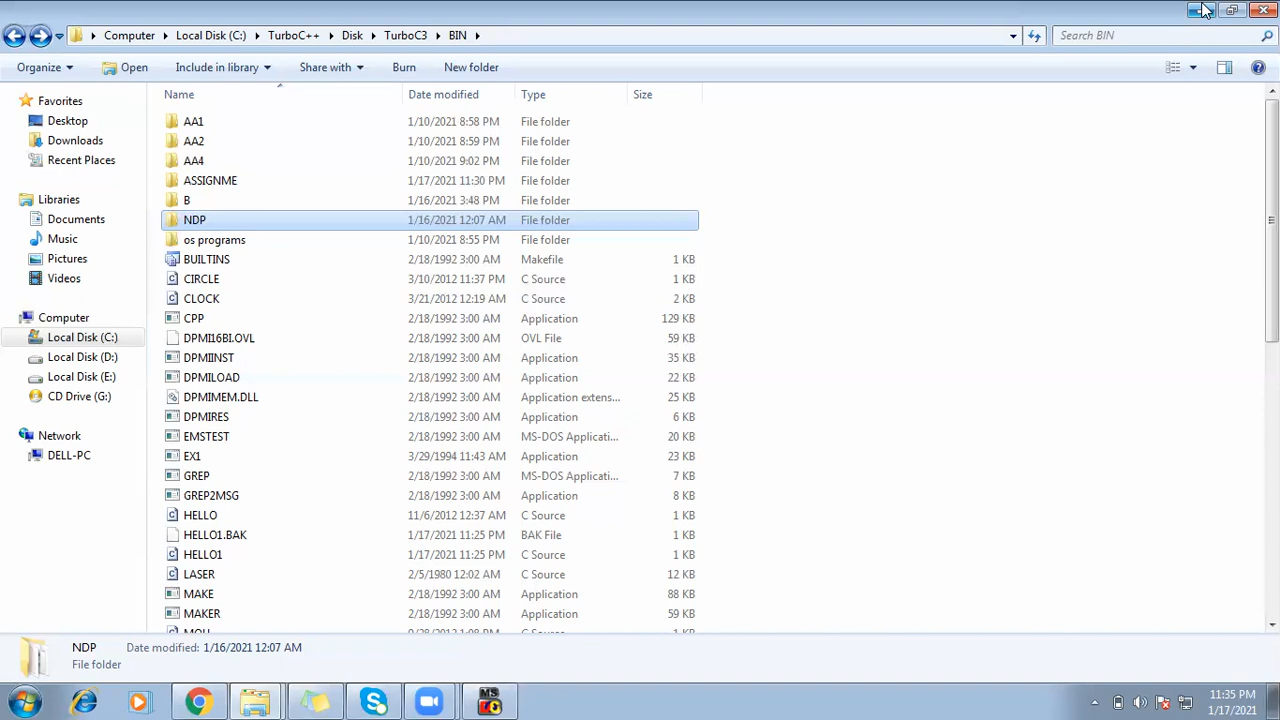 Computer Local Disk (C:) TurboC++ Disk TurboC3 BIN Search BIN
Organize Open Include in library Share with Burn New folder
Name Date modified Type Size
Favorites
Desktop
Downloads
Recent Places
Libraries
Documents
Music
Pictures
Videos
Computer
Local Disk (C:)
Local Disk (D:)
Local Disk (E:)
CD Drive (G:)
Network
DELL-PC
AA1 1/10/2021 8:58 PM File folder
AA2 1/10/2021 8:59 PM File folder
AA4 1/10/2021 9:02 PM File folder
ASSIGNME 1/17/2021 11:30 PM File folder
B 1/16/2021 3:48 PM File folder
NDP 1/16/2021 12:07 AM File folder
os programs 1/10/2021 8:55 PM File folder
BUILTINS 2/18/1992 3:00 AM Makefile 1 KB
CIRCLE 3/10/2012 11:37 PM C Source 1 KB
CLOCK 3/21/2012 12:19 AM C Source 2 KB
CPP 2/18/1992 3:00 AM Application 129 KB
DPMI16BI.OVL 2/18/1992 3:00 AM OVL File 59 KB
DPMIINST 2/18/1992 3:00 AM Application 35 KB
DPMILOAD 2/18/1992 3:00 AM Application 22 KB
DPMIMEM.DLL 2/18/1992 3:00 AM Application extens... 25 KB
DPMIRES 2/18/1992 3:00 AM Application 6 KB
EMSTEST 2/18/1992 3:00 AM MS-DOS Applicati... 20 KB
EX1 3/29/1994 11:43 AM Application 23 KB
GREP 2/18/1992 3:00 AM MS-DOS Applicati... 7 KB
GREP2MSG 2/18/1992 3:00 AM Application 8 KB
HELLO 11/6/2012 12:37 AM C Source 1 KB
HELLO1.BAK 1/17/2021 11:25 PM BAK File 1 KB
HELLO1 1/17/2021 11:25 PM C Source 1 KB
LASER 2/5/1980 12:02 AM C Source 12 KB
MAKE 2/18/1992 3:00 AM Application 88 KB
MAKER 2/18/1992 3:00 AM Application 59 KB
NDP Date modified: 1/16/2021 12:07 AM
File folder
MS
11:35 PM
1/17/2021